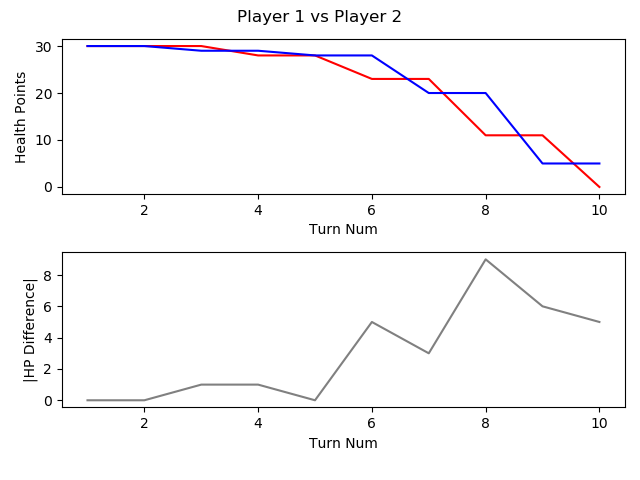 Player 1 vs Player 2
30
20
10
0
Health Points
2 4 6 8 10
Turn Num
8
6
4
2
0
|HP Difference|
2 4 6 8 10
Turn Num